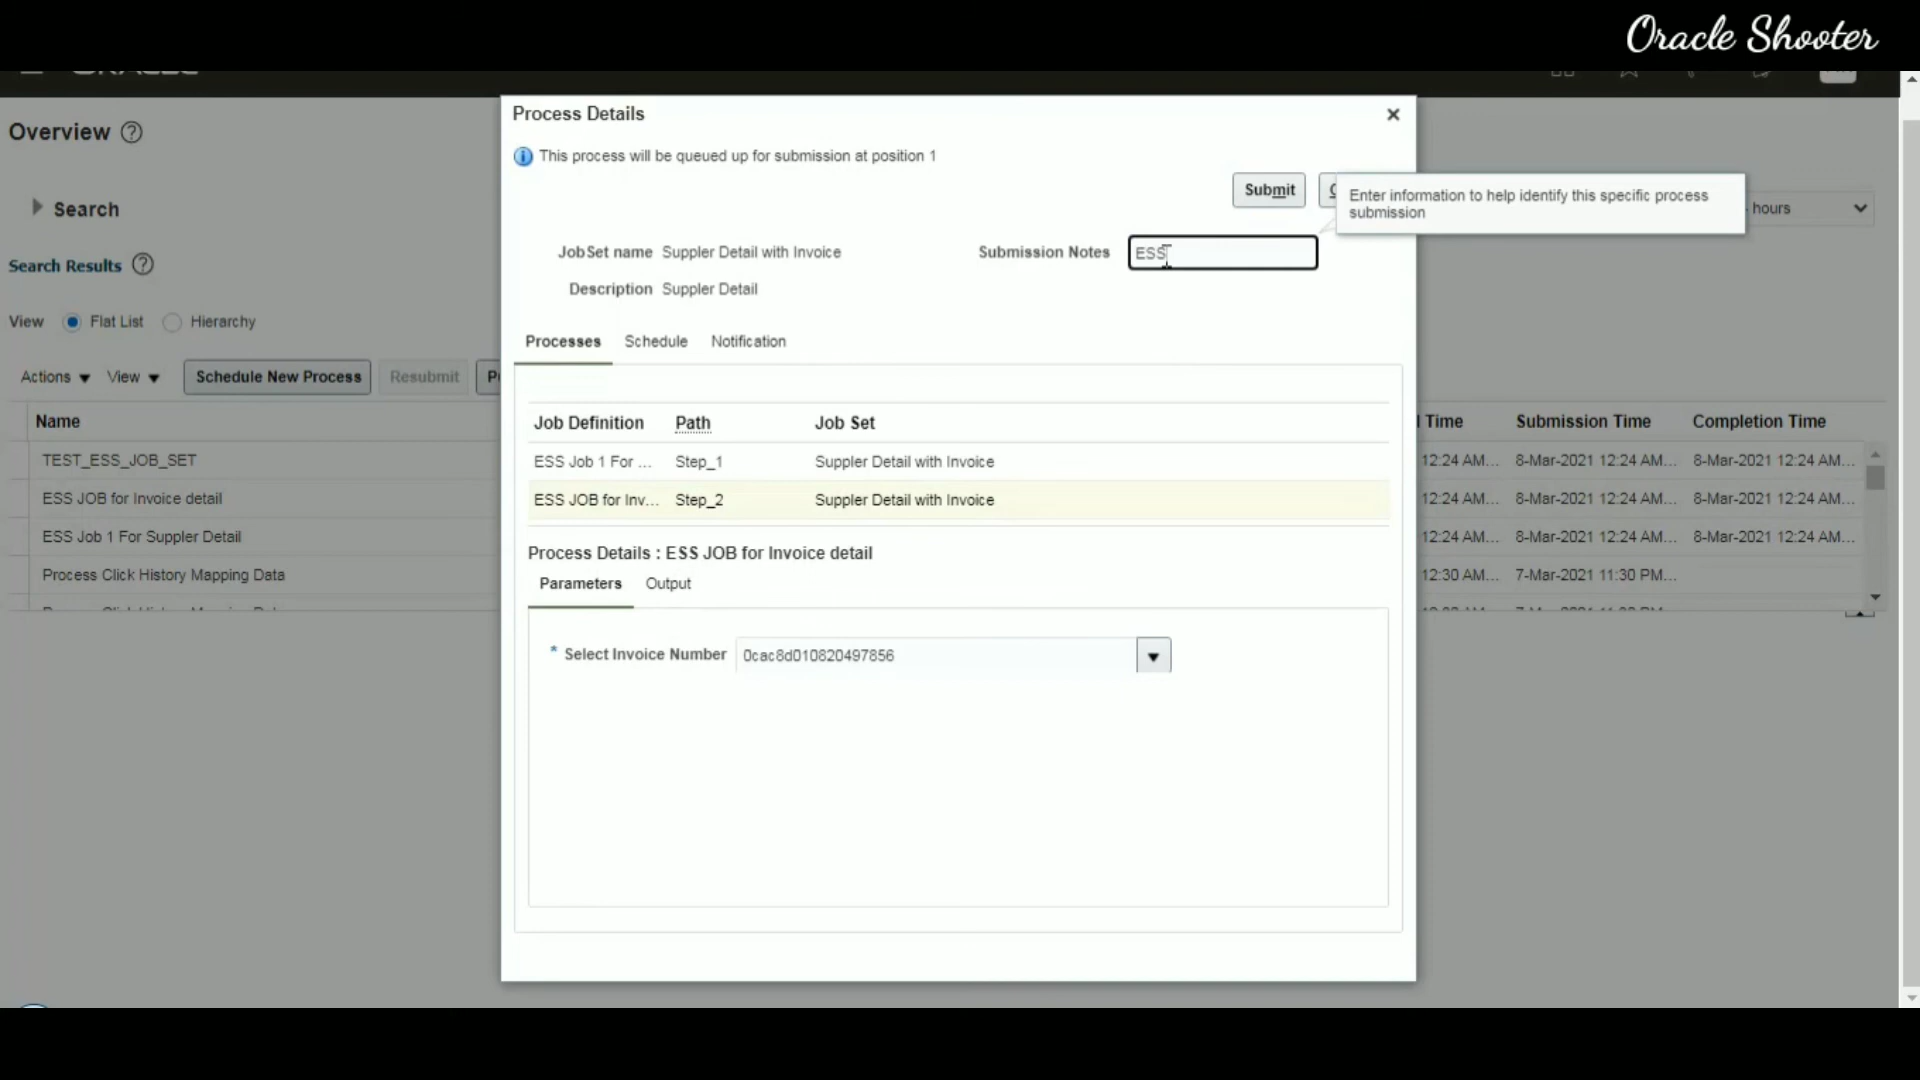 Oracle Shooter
Overview
Search
Search Results
View Flat List Hierarchy
Actions View Schedule New Process Resubmit
Name
TEST_ESS_JOB_SET
ESS JOB for Invoice detail
ESS Job 1 For Suppler Detail
Process Click History Mapping Data
Process Details
This process will be queued up for submission at position 1
Submit
Enter information to help identify this specific process
submission
hours
JobSet name Suppler Detail with Invoice
Submission Notes ESS
Description Suppler Detail
Processes Schedule Notification
Job Definition Path Job Set
ESS Job 1 For ... Step_1 Suppler Detail with Invoice
ESS JOB for Inv... Step_2 Suppler Detail with Invoice
Process Details : ESS JOB for Invoice detail
Parameters Output
* Select Invoice Number 0cac8d010820497856
Time Submission Time Completion Time
12:24 AM... 8-Mar-2021 12:24 AM... 8-Mar-2021 12:24 AM...
12:24 AM... 8-Mar-2021 12:24 AM... 8-Mar-2021 12:24 AM...
12:24 AM... 8-Mar-2021 12:24 AM... 8-Mar-2021 12:24 AM...
12:30 AM... 7-Mar-2021 11:30 PM...